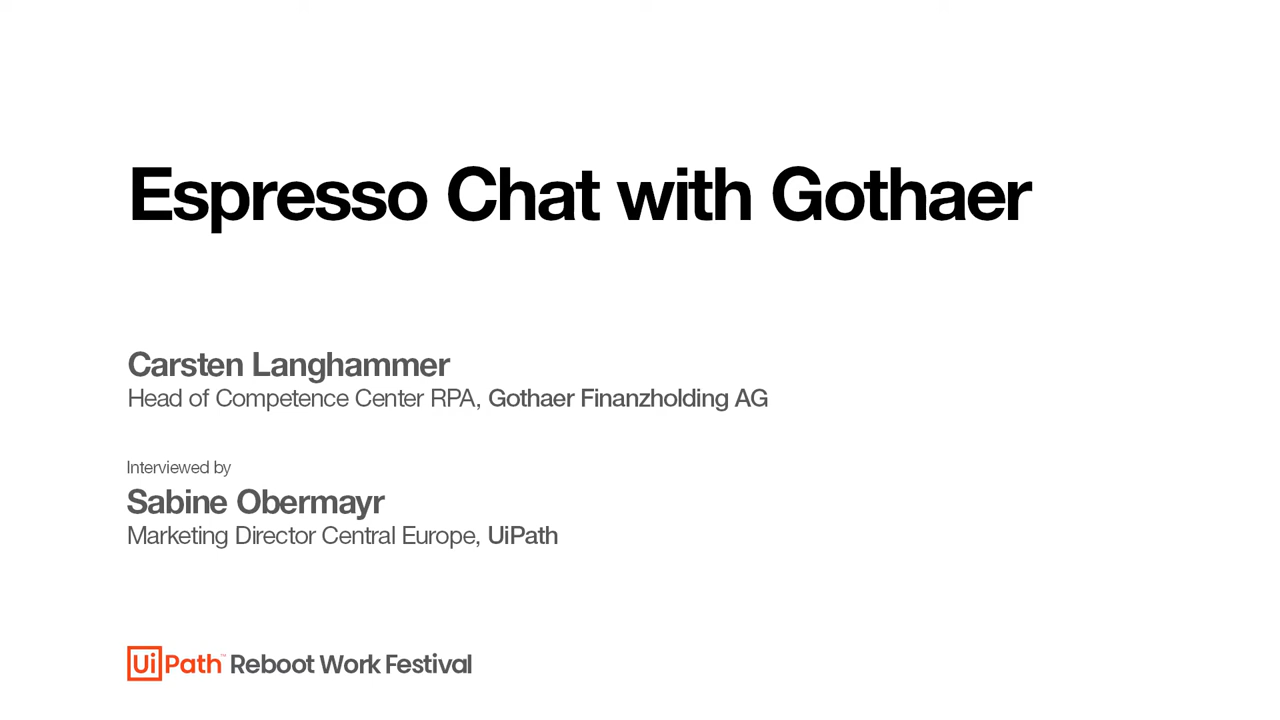 Espresso Chat with Gothaer
Carsten Langhammer
Head of Competence Center RPA, Gothaer Finanzholding AG
Interviewed by
Sabine Obermayr
Marketing Director Central Europe, UiPath
UiPath™ Reboot Work Festival